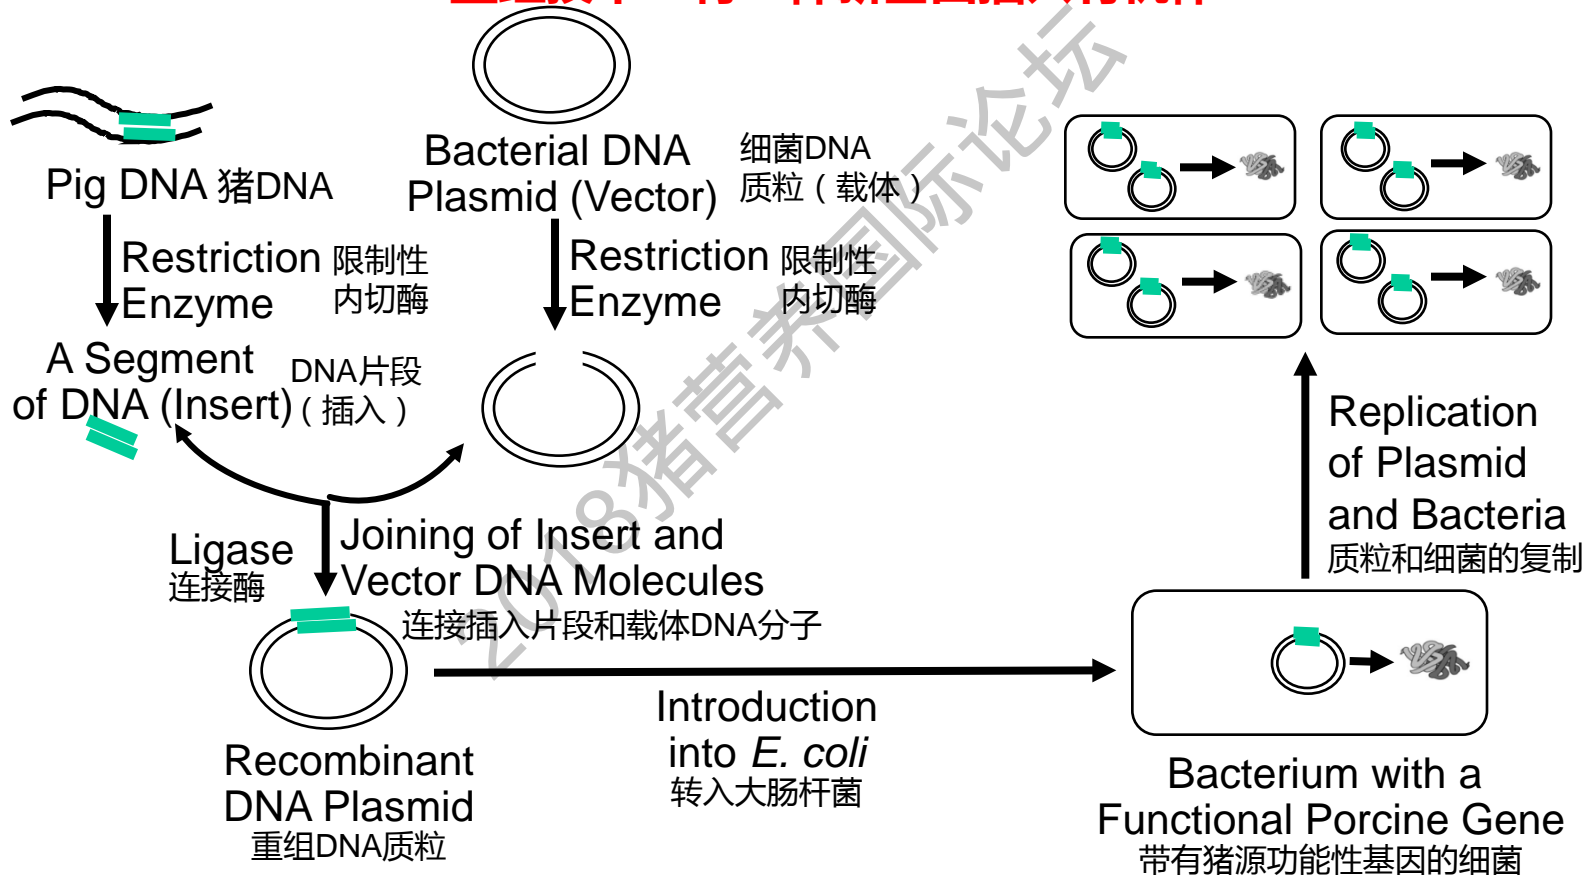 Pig DNA 猪DNA
Bacterial DNA
Plasmid (Vector)
细菌DNA
质粒（载体）
Restriction
Enzyme
限制性
内切酶
Restriction
Enzyme
限制性
内切酶
A Segment
of DNA (Insert)
DNA片段
（插入）
Ligase
连接酶
Joining of Insert and
Vector DNA Molecules
连接插入片段和载体DNA分子
Recombinant
DNA Plasmid
重组DNA质粒
Introduction
into E. coli
转入大肠杆菌
Replication
of Plasmid
and Bacteria
质粒和细菌的复制
Bacterium with a
Functional Porcine Gene
带有猪源功能性基因的细菌
2018猪营养国际论坛